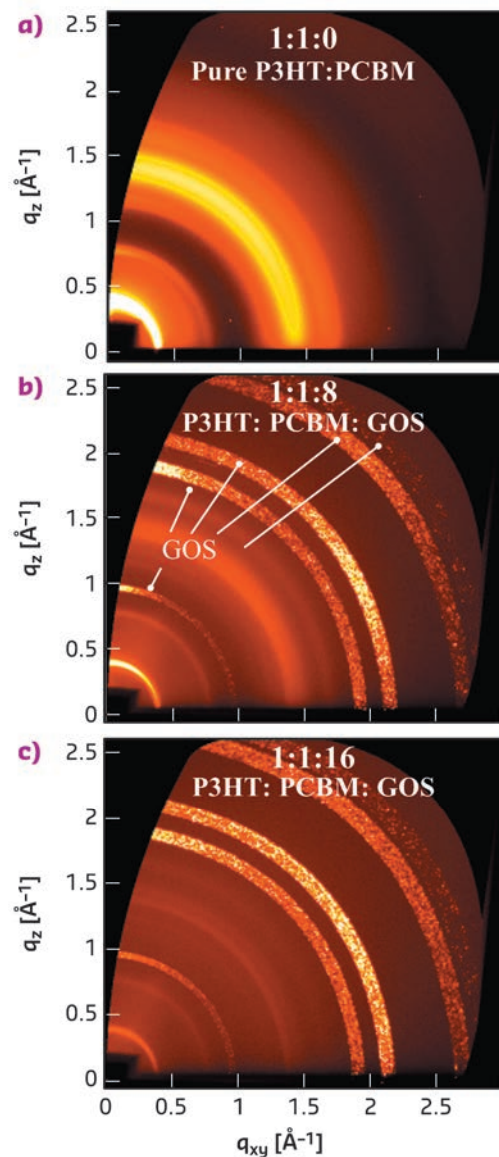 a)
1:1:0
Pure P3HT:PCBM
2.5
2
1.5
1
0.5
0
q_z [Å⁻¹]
b)
1:1:8
P3HT: PCBM: GOS
GOS
2.5
2
1.5
1
0.5
0
q_z [Å⁻¹]
c)
1:1:16
P3HT: PCBM: GOS
2.5
2
1.5
1
0.5
0
q_z [Å⁻¹]
0 0.5 1 1.5 2 2.5
q_xy [Å⁻¹]